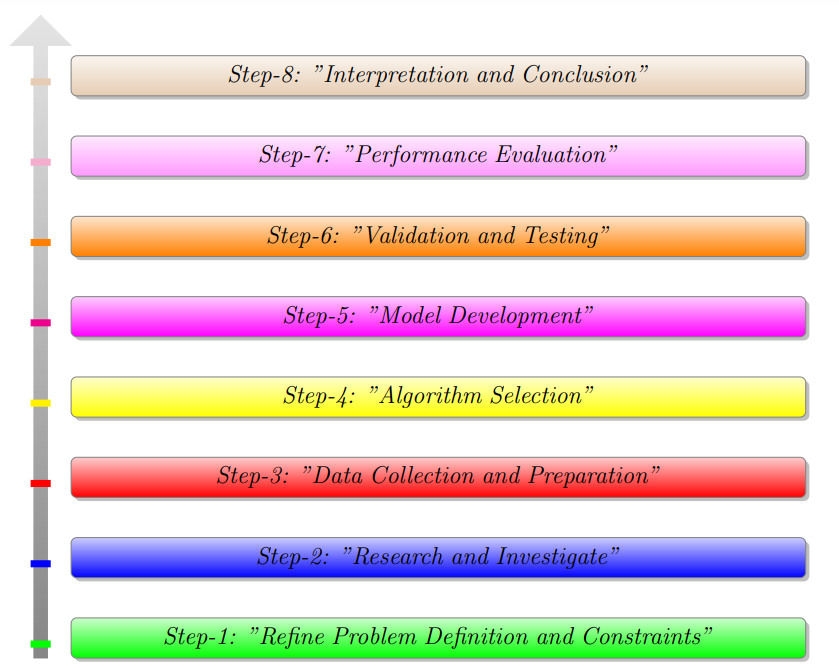 Step-8: ”Interpretation and Conclusion”
Step-7: ”Performance Evaluation”
Step-6: ”Validation and Testing”
Step-5: ”Model Development”
Step-4: ”Algorithm Selection”
Step-3: ”Data Collection and Preparation”
Step-2: ”Research and Investigate”
Step-1: ”Refine Problem Definition and Constraints”